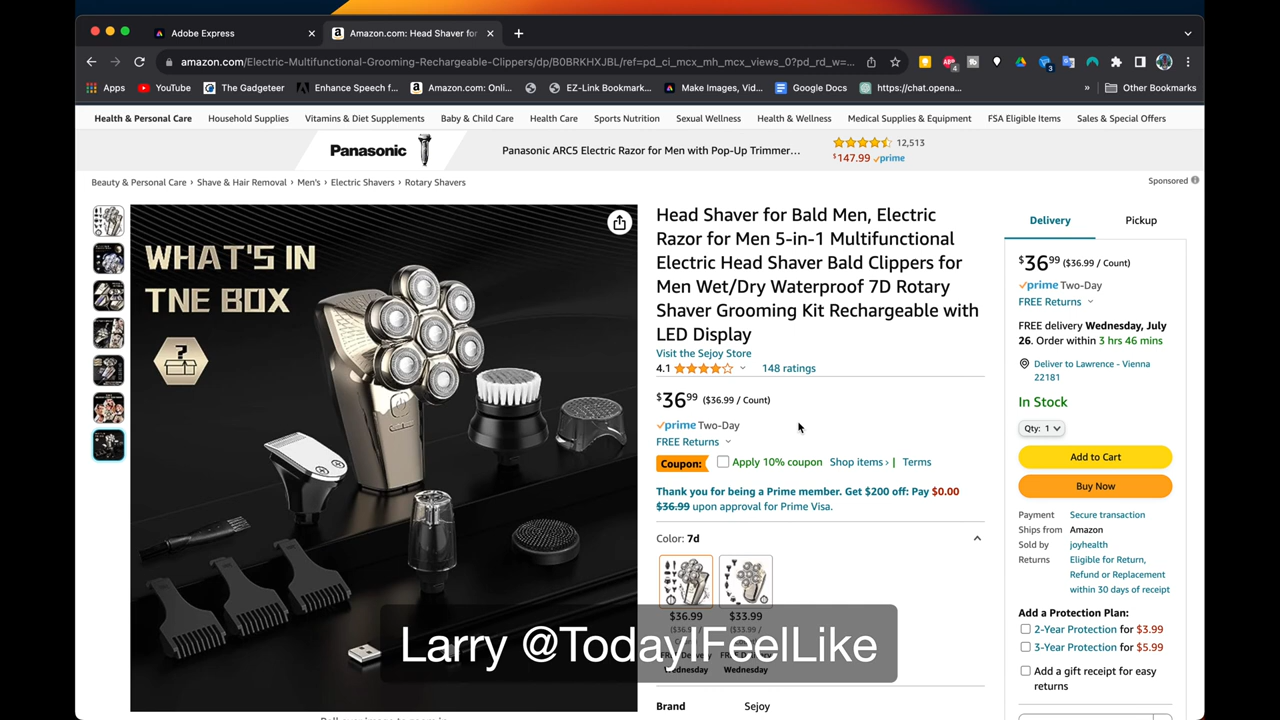 Adobe Express
Amazon.com: Head Shaver for
amazon.com/Electric-Multifunctional-Grooming-Rechargeable-Clippers/dp/B0BRKHXJBL/ref=pd_ci_mcx_mh_mcx_views_0?pd_rd_w=...
Apps
YouTube
The Gadgeteer
Enhance Speech f...
Amazon.com: Onli...
EZ-Link Bookmark...
Make Images, Vid...
Google Docs
https://chat.opena...
»
Other Bookmarks
Health & Personal Care
Household Supplies
Vitamins & Diet Supplements
Baby & Child Care
Health Care
Sports Nutrition
Sexual Wellness
Health & Wellness
Medical Supplies & Equipment
FSA Eligible Items
Sales & Special Offers
Panasonic
Panasonic ARC5 Electric Razor for Men with Pop-Up Trimmer...
12,513
$147.99 prime
Beauty & Personal Care › Shave & Hair Removal › Men's › Electric Shavers › Rotary Shavers
Sponsored
WHAT'S IN
TNE BOX
?
Head Shaver for Bald Men, Electric
Razor for Men 5-in-1 Multifunctional
Electric Head Shaver Bald Clippers for
Men Wet/Dry Waterproof 7D Rotary
Shaver Grooming Kit Rechargeable with
LED Display
Visit the Sejoy Store
4.1
148 ratings
$36.99 ($36.99 / Count)
prime Two-Day
FREE Returns
Coupon:
Apply 10% coupon
Shop items ›
| Terms
Thank you for being a Prime member. Get $200 off: Pay $0.00
$36.99 upon approval for Prime Visa.
Color: 7d
$36.99
$33.99
Wednesday
Wednesday
Brand
Sejoy
Delivery
Pickup
$36.99 ($36.99 / Count)
prime Two-Day
FREE Returns
FREE delivery Wednesday, July
26. Order within 3 hrs 46 mins
Deliver to Lawrence - Vienna
22181
In Stock
Qty: 1
Add to Cart
Buy Now
Payment
Secure transaction
Ships from
Amazon
Sold by
joyhealth
Returns
Eligible for Return,
Refund or Replacement
within 30 days of receipt
Add a Protection Plan:
2-Year Protection for $3.99
3-Year Protection for $5.99
Add a gift receipt for easy
returns
Larry @TodayIFeelLike